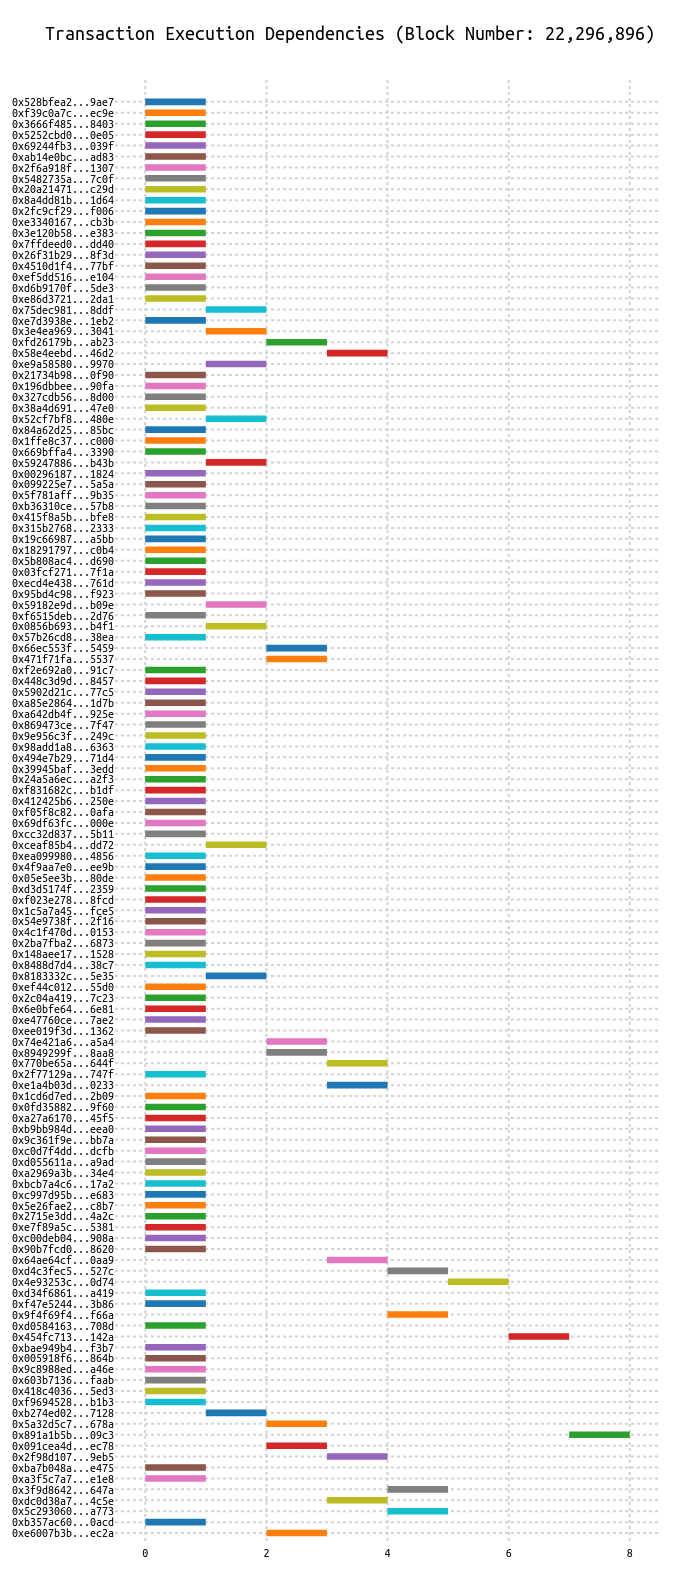 Transaction Execution Dependencies (Block Number: 22,296,896)
0x528bfea2...9ae7
0xf39c0a7c...ec9e
0x3666f485...8403
0x5252cbd0...0e05
0x69244fb3...039f
0xab14e0bc...ad83
0x2f6a918f...1307
0x5482735a...7c0f
0x20a21471...c29d
0x8a4dd81b...1d64
0x2fc9cf29...f006
0xe3340167...cb3b
0x3e120b58...e383
0x7ffdeed0...dd40
0x26f31b29...8f3d
0x4510d1f4...77bf
0xef5dd516...e104
0xd6b9170f...5de3
0xe86d3721...2da1
0x75dec981...8ddf
0xe7d3938e...1eb2
0x3e4ea969...3041
0xfd26179b...ab23
0x58e4eebd...46d2
0xe9a58580...9970
0x21734b98...0f90
0x196dbbee...90fa
0x327cdb56...8d00
0x38a4d691...47e0
0x52cf7bf8...480e
0x84a62d25...85bc
0x1ffe8c37...c000
0x669bffa4...3390
0x59247886...b43b
0x00296187...1824
0x099225e7...5a5a
0x5f781aff...9b35
0xb36310ce...57b8
0x415f8a5b...bfe8
0x315b2768...2333
0x19c66987...a5bb
0x18291797...c0b4
0x5b808ac4...d690
0x03fcf271...7f1a
0xecd4e438...761d
0x95bd4c98...f923
0x59182e9d...b09e
0xf6515deb...2d76
0x0856b693...b4f1
0x57b26cd8...38ea
0x66ec553f...5459
0x471f71fa...5537
0xf2e692a0...91c7
0x448c3d9d...8457
0x5902d21c...77c5
0xa85e2864...1d7b
0xa642db4f...925e
0x869473ce...7f47
0x9e956c3f...249c
0x98add1a8...6363
0x494e7b29...71d4
0x39945baf...3edd
0x24a5a6ec...a2f3
0xf831682c...b1df
0x412425b6...250e
0xf05f8c82...0afa
0x69df63fc...000e
0xcc32d837...5b11
0xceaf85b4...dd72
0xea099980...4856
0x4f9aa7e0...ee9b
0x05e5ee3b...80de
0xd3d5174f...2359
0xf023e278...8fcd
0x1c5a7a45...fce5
0x54e9738f...2f16
0x4c1f470d...0153
0x2ba7fba2...6873
0x148aee17...1528
0x8488d7d4...38c7
0x8183332c...5e35
0xef44c012...55d0
0x2c04a419...7c23
0x6e0bfe64...6e81
0xe47760ce...7ae2
0xee019f3d...1362
0x74e421a6...a5a4
0x8949299f...8aa8
0x770be65a...644f
0x2f77129a...747f
0xe1a4b03d...0233
0x1cd6d7ed...2b09
0x0fd35882...9f60
0xa27a6170...45f5
0xb9bb984d...eea0
0x9c361f9e...bb7a
0xc0d7f4dd...dcfb
0xd055611a...a9ad
0xa2969a3b...34e4
0xbcb7a4c6...17a2
0xc997d95b...e683
0x5e26fae2...c8b7
0x2715e3dd...4a2c
0xe7f89a5c...5381
0xc00deb04...908a
0x90b7fcd0...8620
0x64ae64cf...0aa9
0xd4c3fec5...527c
0x4e93253c...0d74
0xd34f6861...a419
0xf47e5244...3b86
0x9f4f69f4...f66a
0xd0584163...708d
0x454fc713...142a
0xbae949b4...f3b7
0x005918f6...864b
0x9c8988ed...a46e
0x603b7136...faab
0x418c4036...5ed3
0xf9694528...b1b3
0xb274ed02...7128
0x5a32d5c7...678a
0x891a1b5b...09c3
0x091cea4d...ec78
0x2f98d107...9eb5
0xba7b048a...e475
0xa3f5c7a7...e1e8
0x3f9d8642...647a
0xdc0d38a7...4c5e
0x5c293060...a773
0xb357ac60...0acd
0xe6007b3b...ec2a
0 2 4 6 8